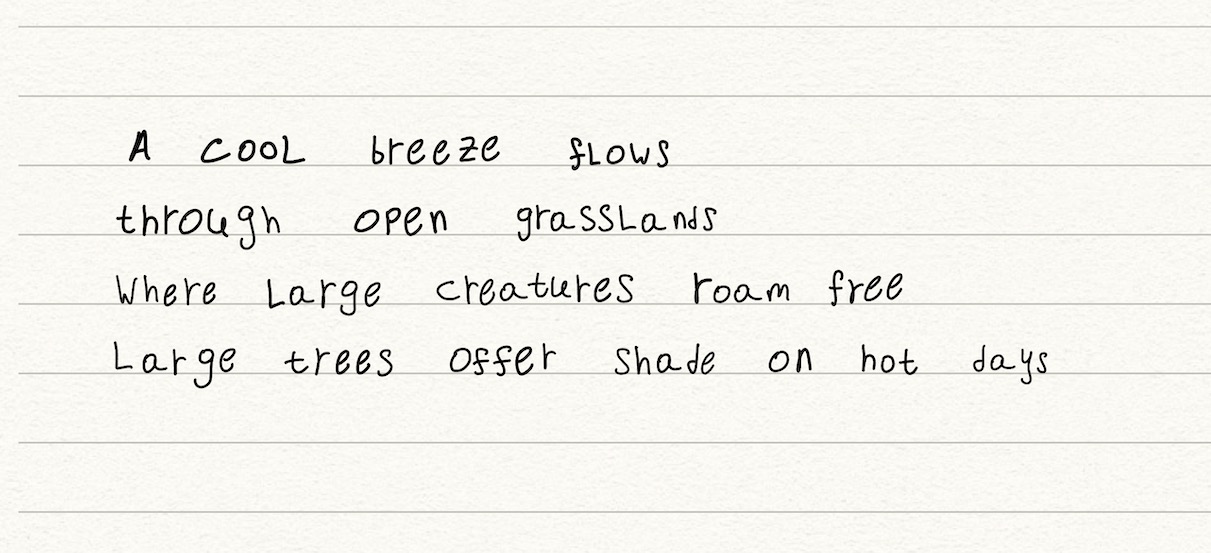 A cool breeze flows
through open grasslands
Where Large creatures roam free
Large trees offer shade on hot days